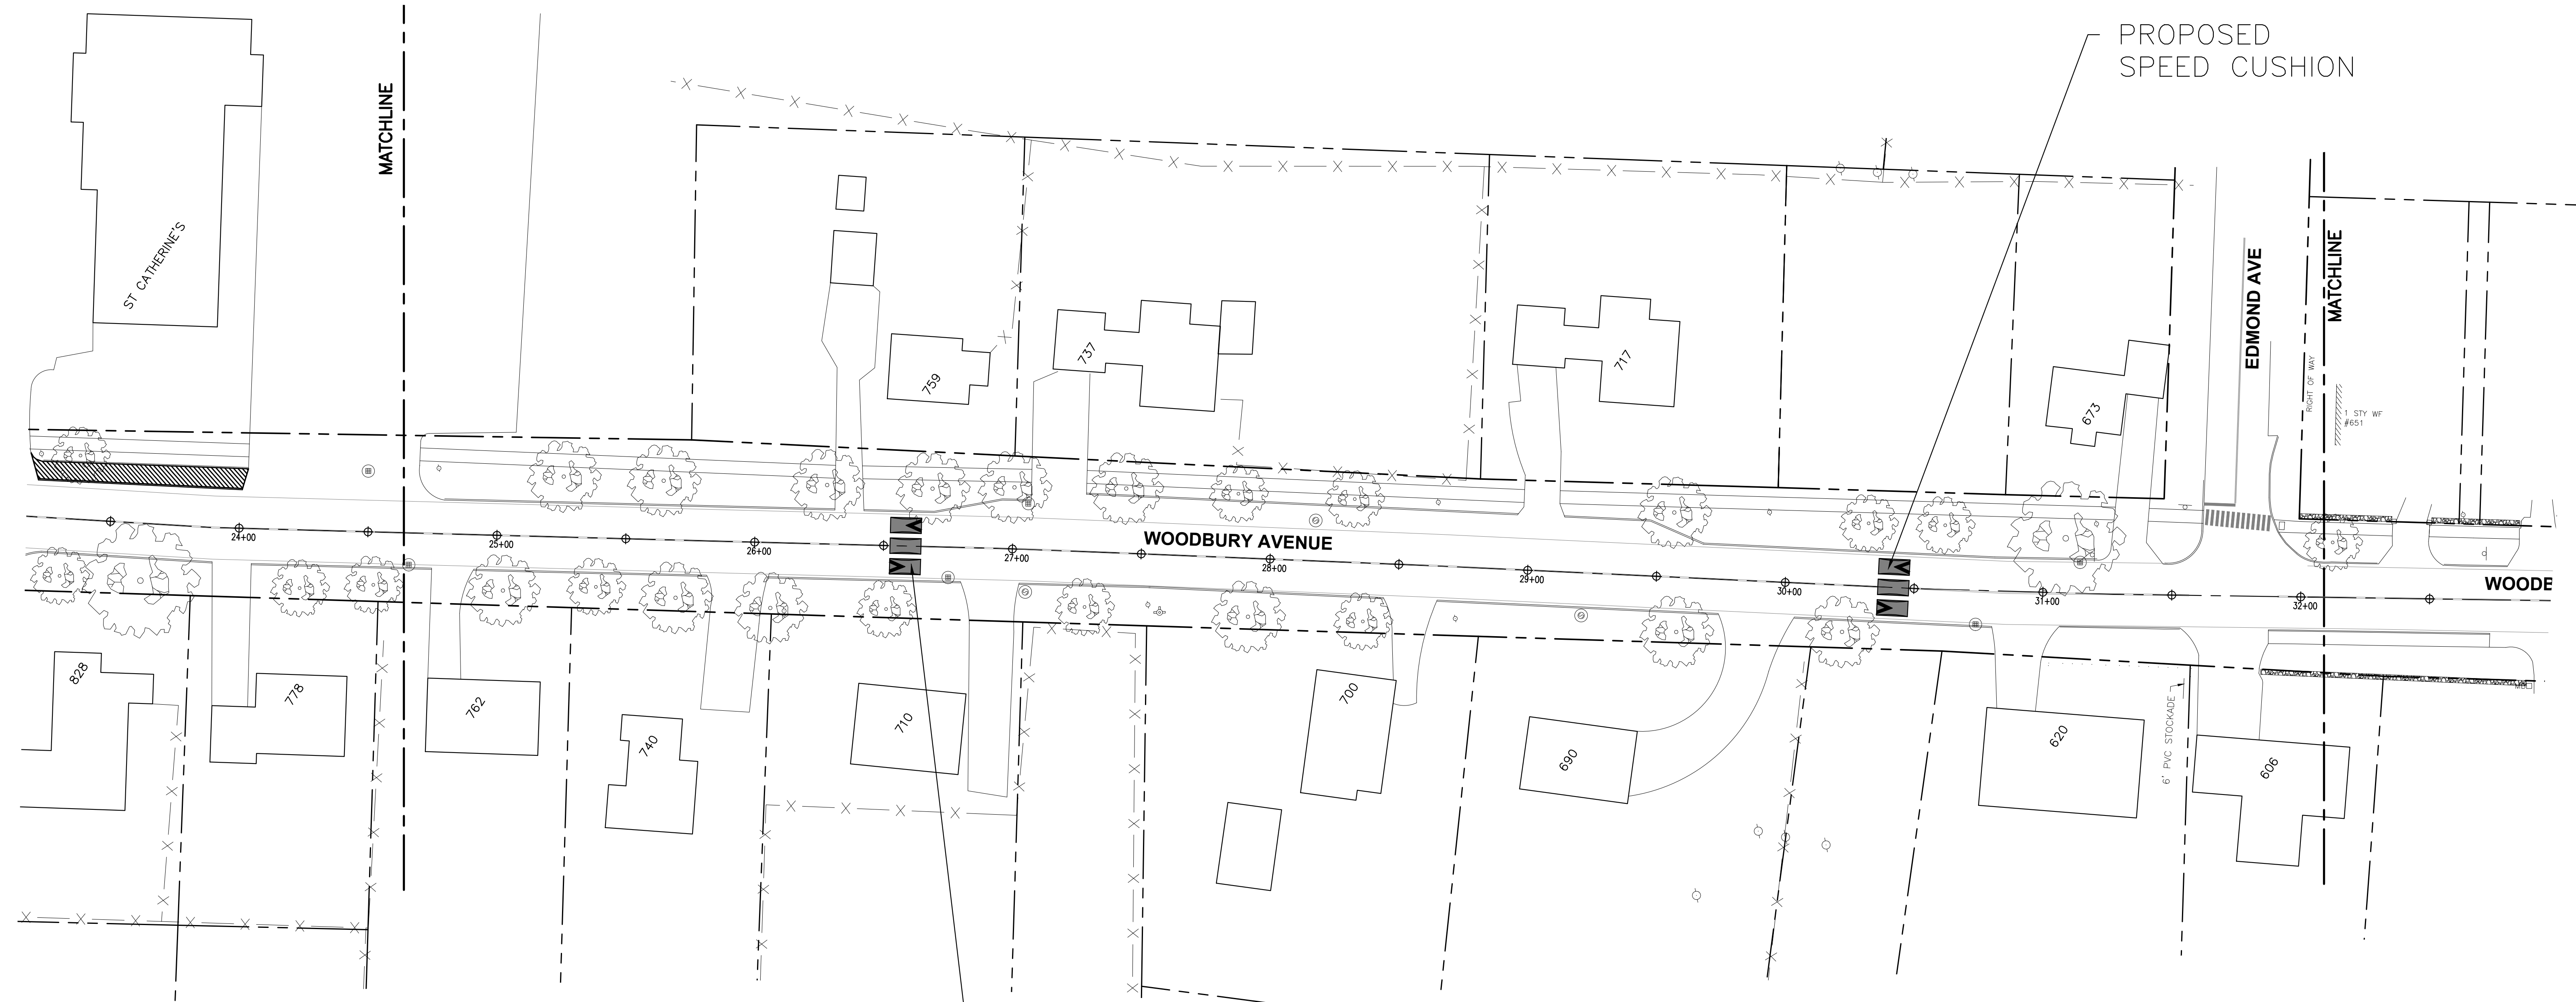 PROPOSED
SPEED CUSHION
MATCHLINE
ST CATHERINE'S
759
737
717
673
EDMOND AVE
MATCHLINE
RIGHT OF WAY
1 STY WF
#651
24+00
25+00
26+00
27+00
WOODBURY AVENUE
28+00
29+00
30+00
31+00
32+00
WOODB
828
778
762
740
710
700
690
620
6' PVC STOCKADE
606